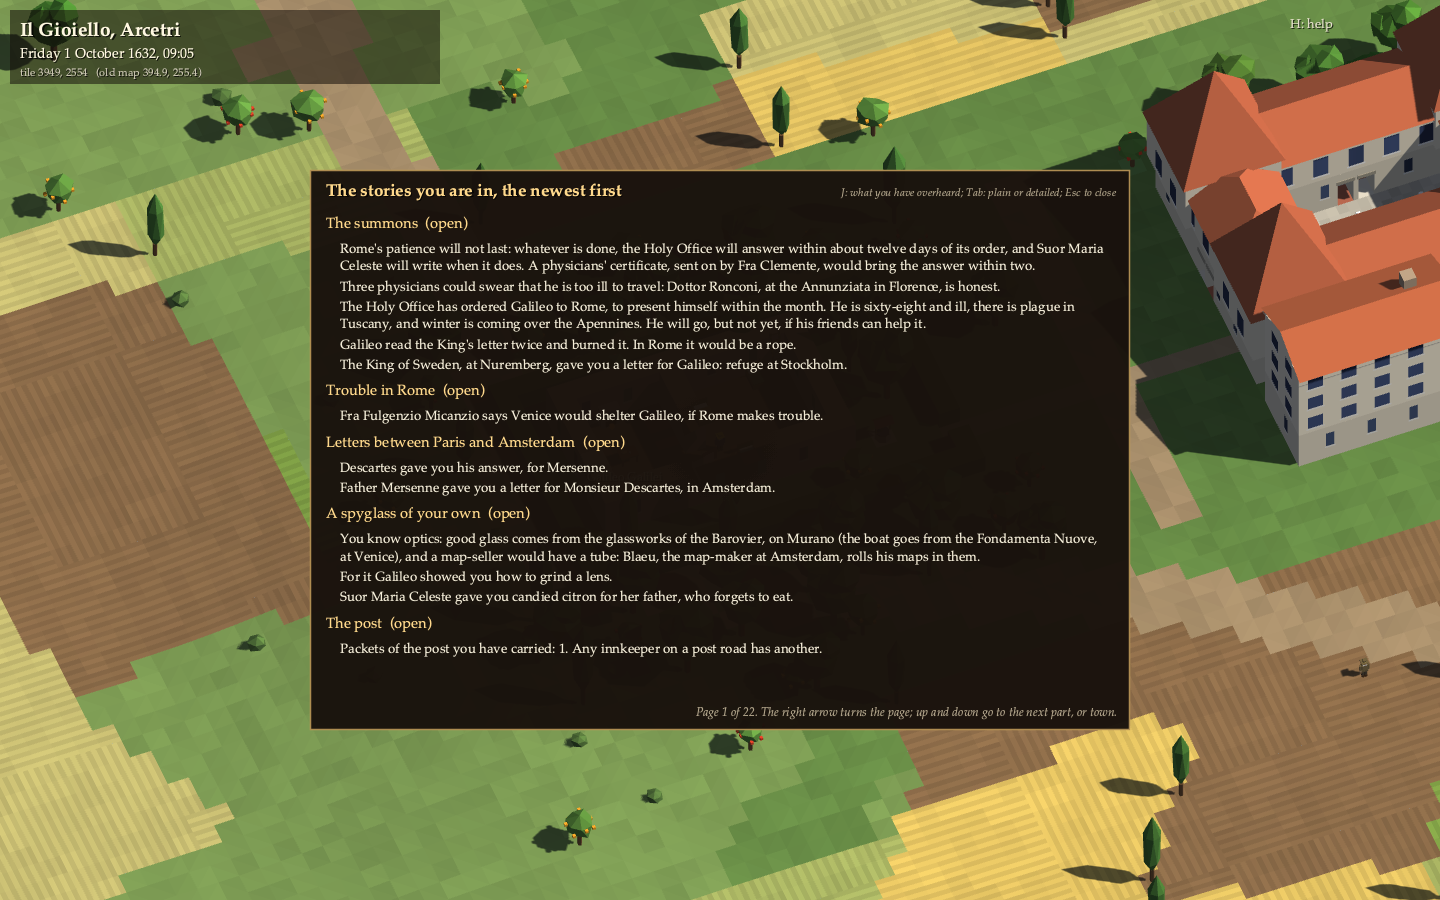 Il Gioiello, Arcetri
Friday 1 October 1632, 09:05
tile 3949, 2554 (old map 394.9, 255.4)
H: help
The stories you are in, the newest first
J: what you have overheard; Tab: plain or detailed; Esc to close
The summons (open)
Rome's patience will not last: whatever is done, the Holy Office will answer within about twelve days of its order, and Suor Maria
Celeste will write when it does. A physicians' certificate, sent on by Fra Clemente, would bring the answer within two.
Three physicians could swear that he is too ill to travel: Dottor Ronconi, at the Annunziata in Florence, is honest.
The Holy Office has ordered Galileo to Rome, to present himself within the month. He is sixty-eight and ill, there is plague in
Tuscany, and winter is coming over the Apennines. He will go, but not yet, if his friends can help it.
Galileo read the King's letter twice and burned it. In Rome it would be a rope.
The King of Sweden, at Nuremberg, gave you a letter for Galileo: refuge at Stockholm.
Trouble in Rome (open)
Fra Fulgenzio Micanzio says Venice would shelter Galileo, if Rome makes trouble.
Letters between Paris and Amsterdam (open)
Descartes gave you his answer, for Mersenne.
Father Mersenne gave you a letter for Monsieur Descartes, in Amsterdam.
A spyglass of your own (open)
You know optics: good glass comes from the glassworks of the Barovier, on Murano (the boat goes from the Fondamenta Nuove,
at Venice), and a map-seller would have a tube: Blaeu, the map-maker at Amsterdam, rolls his maps in them.
For it Galileo showed you how to grind a lens.
Suor Maria Celeste gave you candied citron for her father, who forgets to eat.
The post (open)
Packets of the post you have carried: 1. Any innkeeper on a post road has another.
Page 1 of 22. The right arrow turns the page; up and down go to the next part, or town.